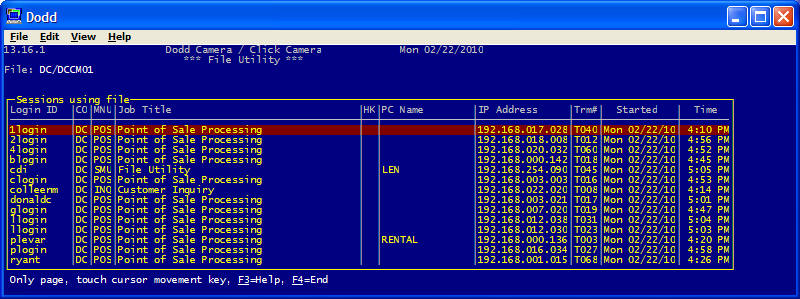 Dodd
File Edit View Help
13.16.1 Dodd Camera / Click Camera Mon 02/22/2010
*** File Utility ***
File: DC/DCCM01
Sessions using file
Login ID CO MNU Job Title HK PC Name IP Address Trm# Started Time
1login DC POS Point of Sale Processing 192.168.017.028 T040 02/22/10 4:10 PM
2login DC POS Point of Sale Processing 192.168.018.008 T012 02/22/10 4:56 PM
4login DC POS Point of Sale Processing 192.168.020.032 T060 02/22/10 4:52 PM
blogin DC POS Point of Sale Processing 192.168.000.142 T018 02/22/10 4:45 PM
cdi DC SMU File Utility LEN 192.168.254.090 T045 02/22/10 5:05 PM
clogin DC POS Point of Sale Processing 192.168.003.003 T016 02/22/10 4:53 PM
colleenm DC INQ Customer Inquiry 192.168.022.020 T008 02/22/10 4:14 PM
donaldc DC POS Point of Sale Processing 192.168.003.021 T017 02/22/10 5:01 PM
glogin DC POS Point of Sale Processing 192.168.007.020 T019 02/22/10 4:47 PM
llogin DC POS Point of Sale Processing 192.168.012.038 T031 02/22/10 5:04 PM
llogin DC POS Point of Sale Processing 192.168.012.030 T023 02/22/10 5:03 PM
plevar DC POS Point of Sale Processing RENTAL 192.168.000.136 T003 02/22/10 4:20 PM
plogin DC POS Point of Sale Processing 192.168.016.034 T027 02/22/10 4:58 PM
ryant DC POS Point of Sale Processing 192.168.001.015 T068 02/22/10 4:26 PM
Only page, touch cursor movement key, F3=Help, F4=End